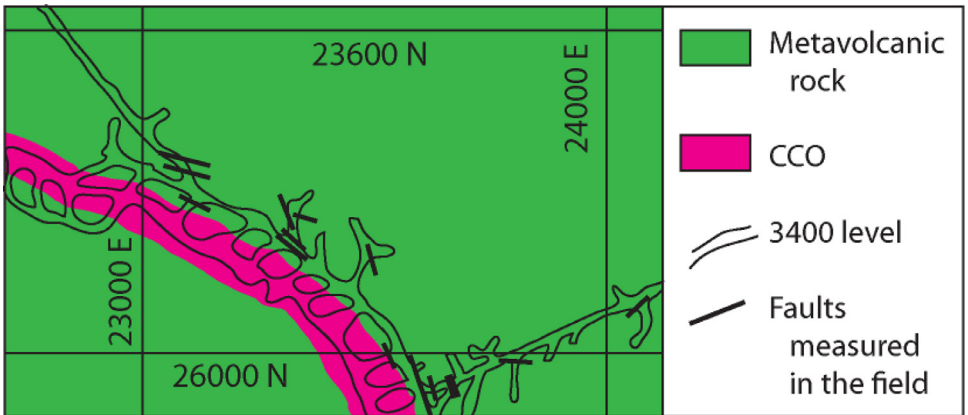 23600 N
24000 E
23000 E
26000 N
Metavolcanic
rock
CCO
3400 level
Faults
measured
in the field